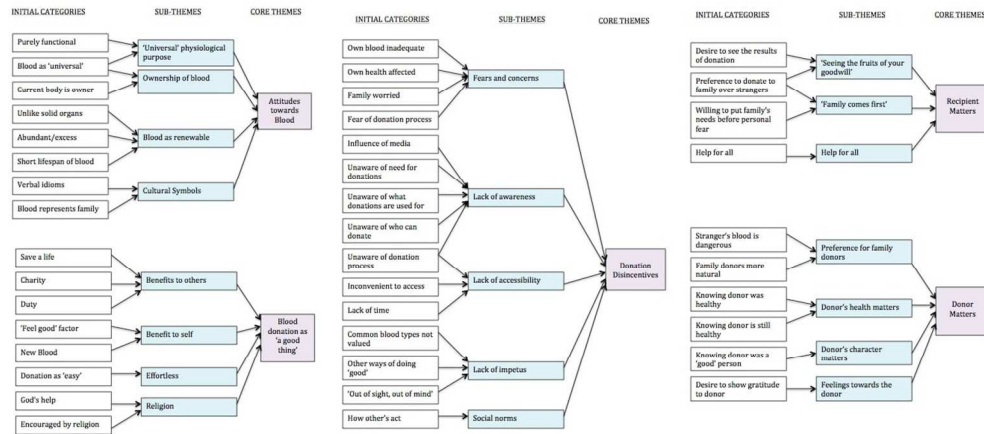 INITIAL CATEGORIES
SUB-THEMES
CORE THEMES
Purely functional
Blood as 'universal'
Current body is owner
Unlike solid organs
Abundant/excess
Short lifespan of blood
Verbal idioms
Blood represents family
'Universal' physiological
purpose
Ownership of blood
Blood as renewable
Cultural Symbols
Attitudes
towards
Blood
Save a life
Charity
Duty
'Feel good' factor
New Blood
Donation as 'easy'
God's help
Encouraged by religion
Benefits to others
Benefit to self
Effortless
Religion
Blood
donation as
'a good
thing'
INITIAL CATEGORIES
SUB-THEMES
CORE THEMES
Own blood inadequate
Own health affected
Family worried
Fear of donation process
Influence of media
Unaware of need for
donations
Unaware of what
donations are used for
Unaware of who can
donate
Unaware of donation
process
Inconvenient to access
Lack of time
Common blood types not
valued
Other ways of doing
'good'
'Out of sight, out of mind'
How other's act
Fears and concerns
Lack of awareness
Lack of accessibility
Lack of impetus
Social norms
Donation
Disincentives
INITIAL CATEGORIES
SUB-THEMES
CORE THEMES
Desire to see the results
of donation
Preference to donate to
family over strangers
Willing to put family's
needs before personal
fear
Help for all
'Seeing the fruits of your
goodwill'
'Family comes first'
Help for all
Recipient
Matters
Stranger's blood is
dangerous
Family donors more
natural
Knowing donor was
healthy
Knowing donor is still
healthy
Knowing donor was a
'good' person
Desire to show gratitude
to donor
Preference for family
donors
Donor's health matters
Donor's character
matters
Feelings towards the
donor
Donor
Matters